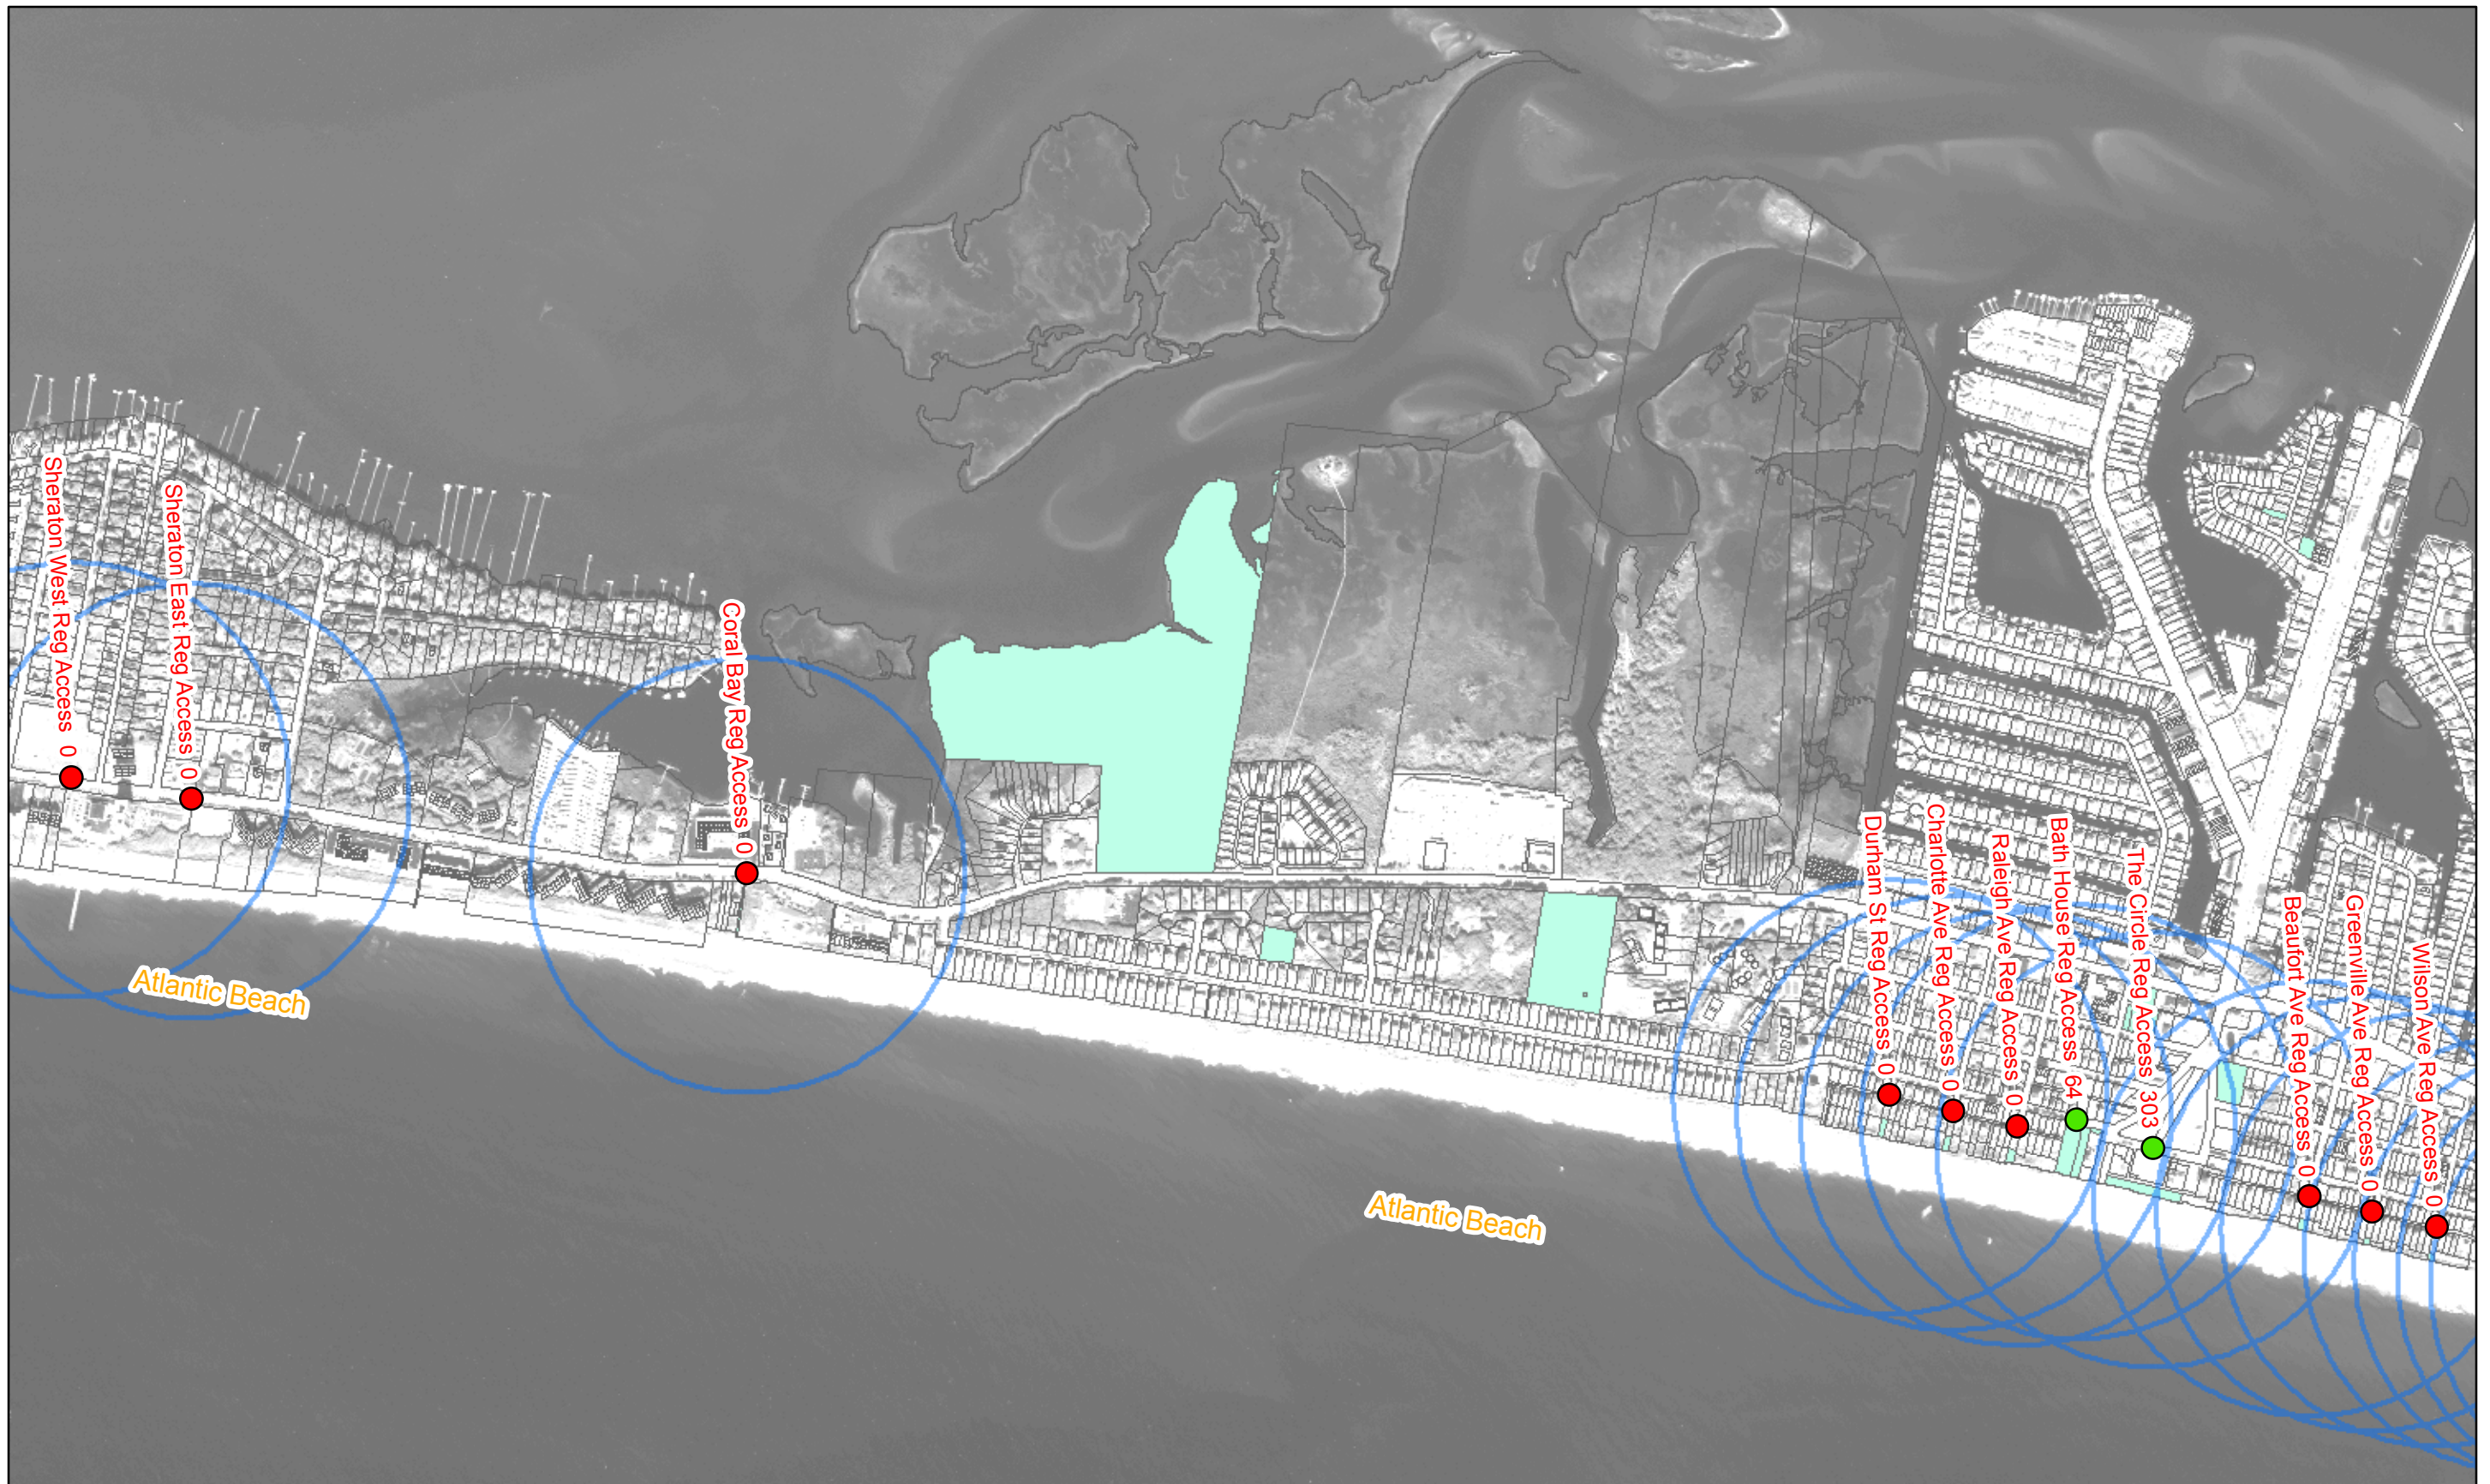 Sheraton West Reg Access 0
Sheraton East Reg Access 0
Coral Bay Reg Access 0
Durham St Reg Access 0
Charlotte Ave Reg Access 0
Raleigh Ave Reg Access 0
Bath House Reg Access 64
The Circle Reg Access 303
Beaufort Ave Reg Access 0
Greenville Ave Reg Access 0
Wilson Ave Reg Access 0
Atlantic Beach
Atlantic Beach